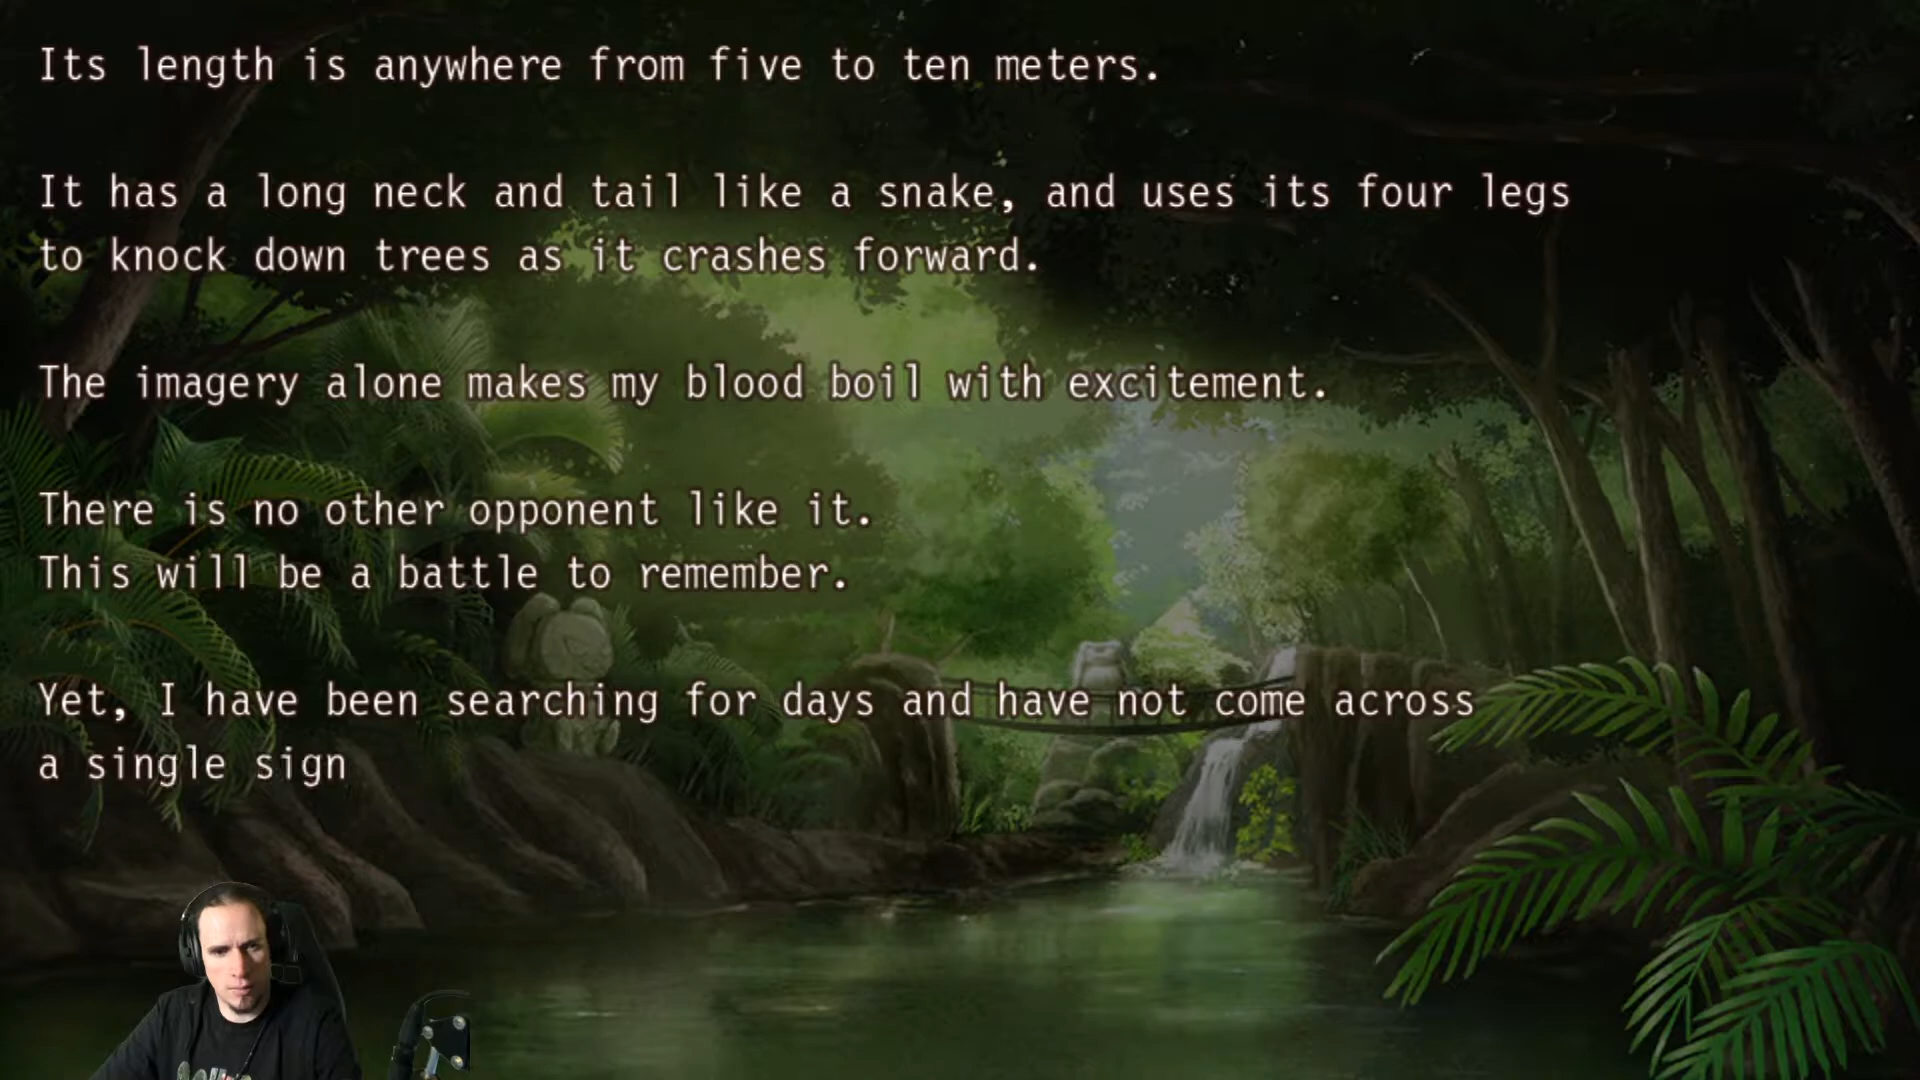 Its length is anywhere from five to ten meters.
It has a long neck and tail like a snake, and uses its four legs
to knock down trees as it crashes forward.
The imagery alone makes my blood boil with excitement.
There is no other opponent like it.
This will be a battle to remember.
Yet, I have been searching for days and have not come across
a single sign